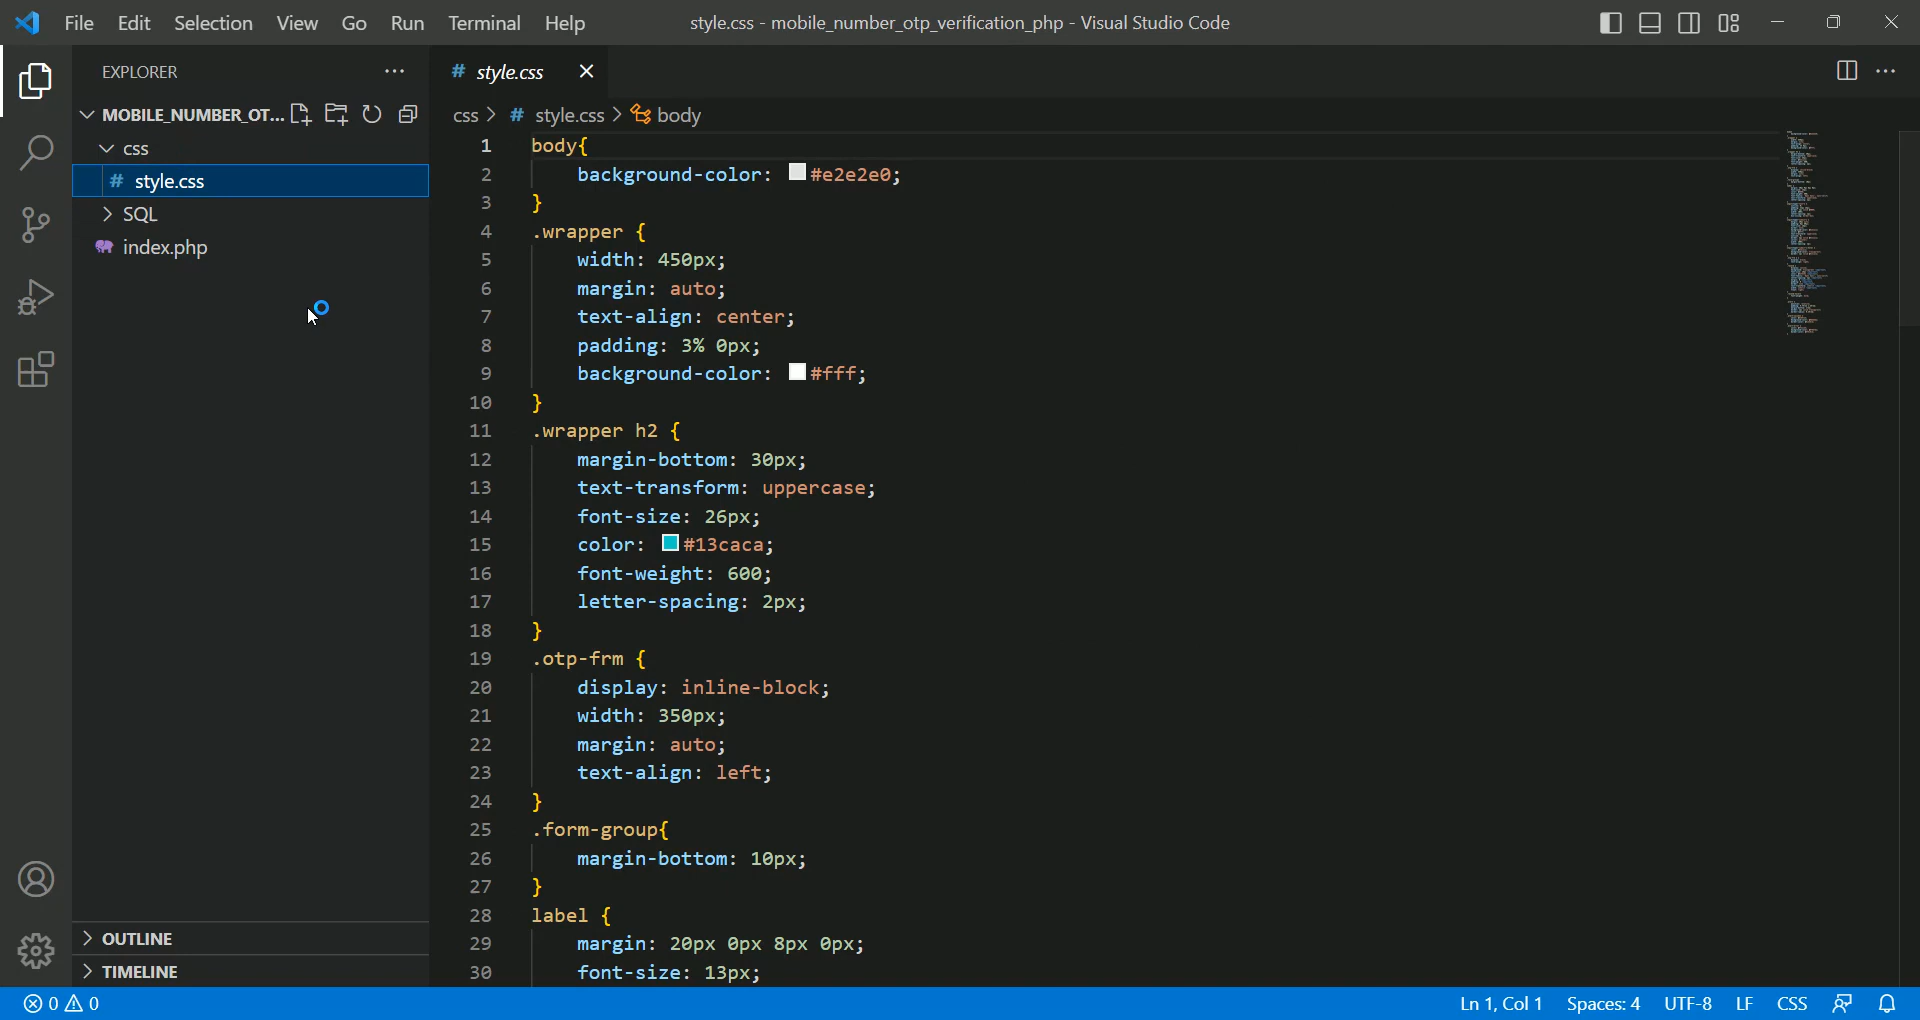 File Edit Selection View Go Run Terminal Help
style.css - mobile_number_otp_verification_php - Visual Studio Code
EXPLORER
MOBILE_NUMBER_OT...
css
# style.css
SQL
index.php
OUTLINE
TIMELINE
# style.css
css > # style.css > body
1 body{
2 background-color: #e2e2e0;
3 }
4 .wrapper {
5 width: 450px;
6 margin: auto;
7 text-align: center;
8 padding: 3% 0px;
9 background-color: #fff;
10 }
11 .wrapper h2 {
12 margin-bottom: 30px;
13 text-transform: uppercase;
14 font-size: 26px;
15 color: #13caca;
16 font-weight: 600;
17 letter-spacing: 2px;
18 }
19 .otp-frm {
20 display: inline-block;
21 width: 350px;
22 margin: auto;
23 text-align: left;
24 }
25 .form-group{
26 margin-bottom: 10px;
27 }
28 label {
29 margin: 20px 0px 8px 0px;
30 font-size: 13px;
0 0
Ln 1, Col 1 Spaces: 4 UTF-8 LF CSS